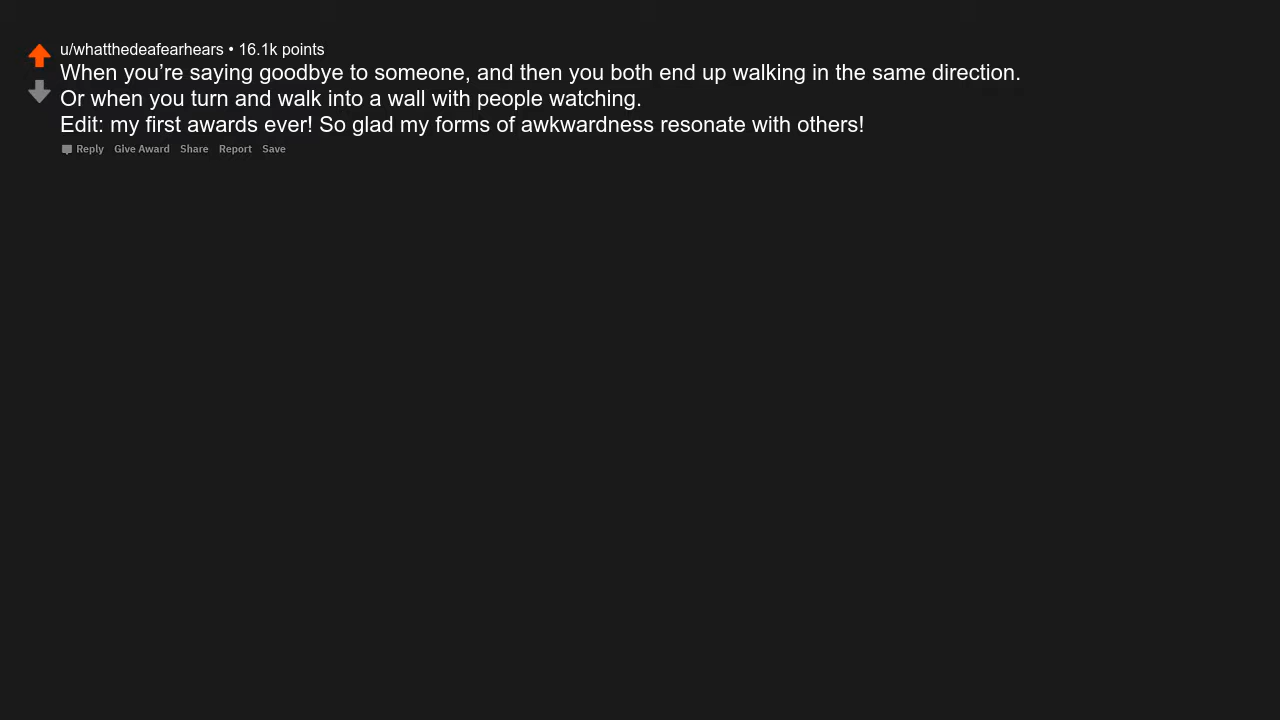 u/whatthedeafearhears • 16.1k points
When you’re saying goodbye to someone, and then you both end up walking in the same direction.
Or when you turn and walk into a wall with people watching.
Edit: my first awards ever! So glad my forms of awkwardness resonate with others!
Reply Give Award Share Report Save